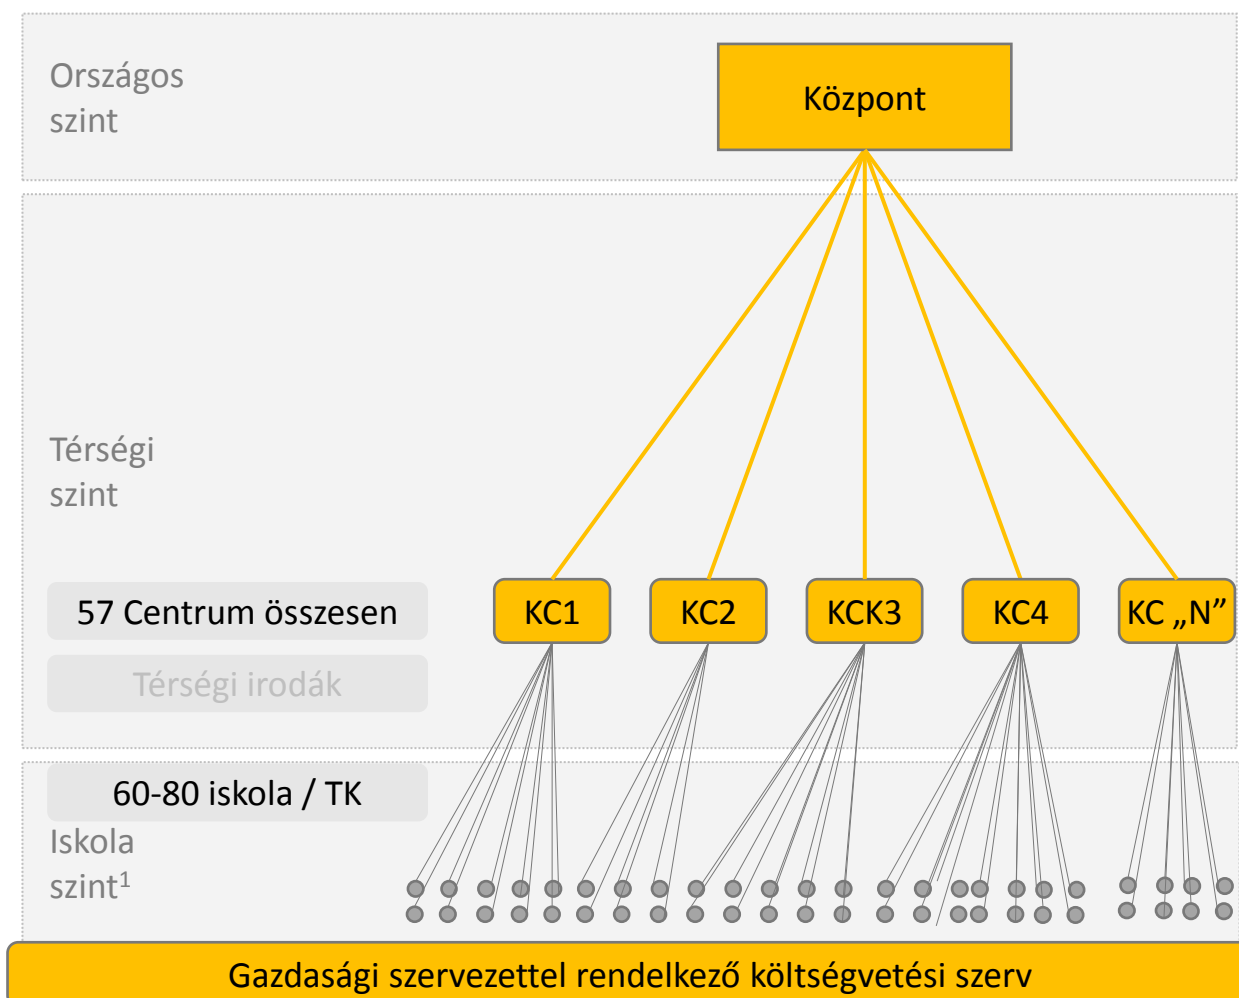 Országos
szint
Központ
Térségi
szint
57 Centrum összesen
KC1
KC2
KCK3
KC4
KC „N”
Térségi irodák
60-80 iskola / TK
Iskola
szint¹
Gazdasági szervezettel rendelkező költségvetési szerv